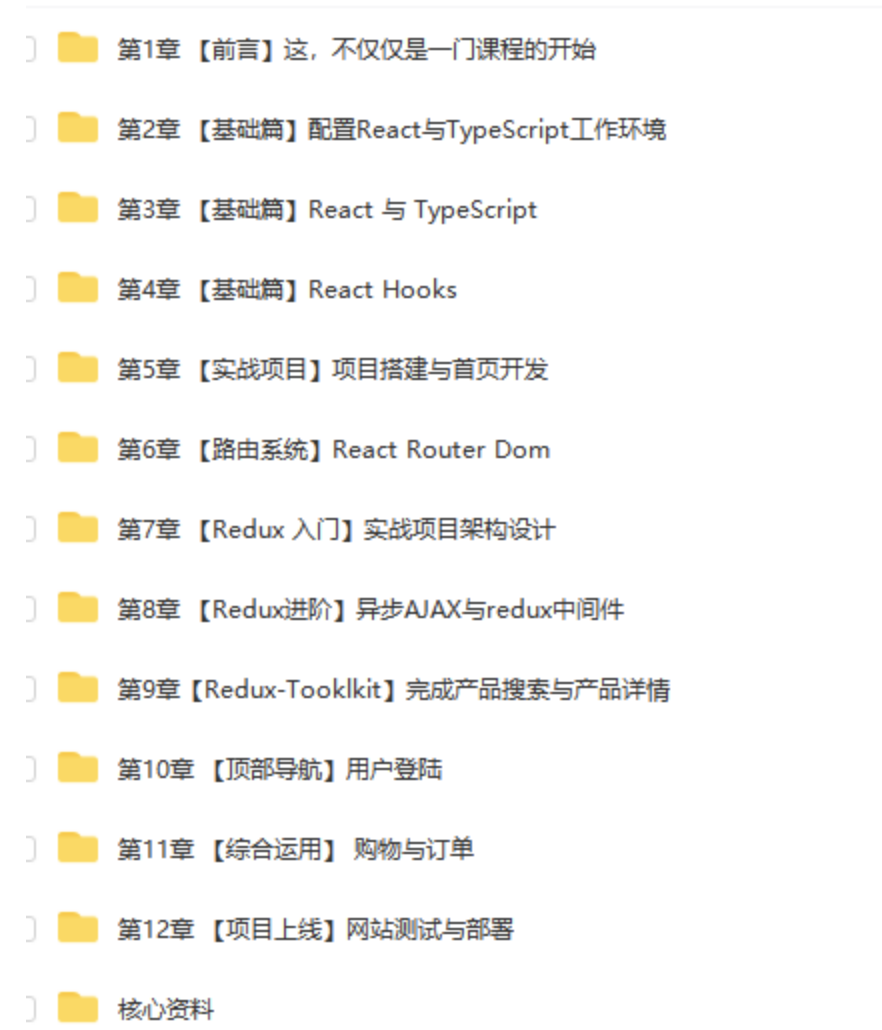 第1章 【前言】这，不仅仅是一门课程的开始
第2章 【基础篇】配置React与TypeScript工作环境
第3章 【基础篇】React 与 TypeScript
第4章 【基础篇】React Hooks
第5章 【实战项目】项目搭建与首页开发
第6章 【路由系统】React Router Dom
第7章 【Redux 入门】实战项目架构设计
第8章 【Redux进阶】异步AJAX与redux中间件
第9章【Redux-Tooklkit】完成产品搜索与产品详情
第10章 【顶部导航】用户登陆
第11章 【综合运用】 购物与订单
第12章 【项目上线】网站测试与部署
核心资料